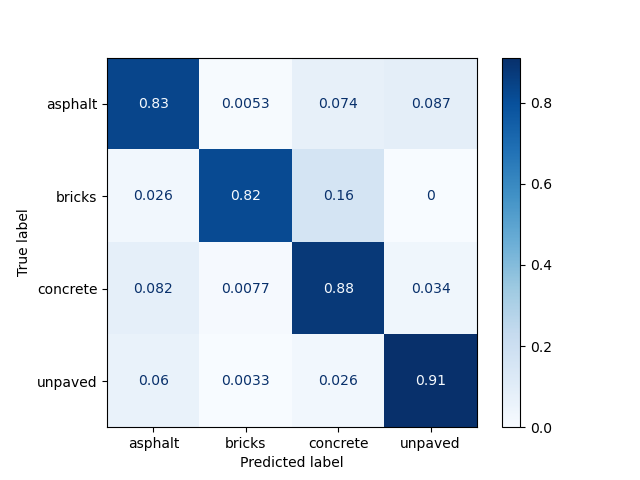 asphalt 0.83 0.0053 0.074 0.087
bricks 0.026 0.82 0.16 0
concrete 0.082 0.0077 0.88 0.034
unpaved 0.06 0.0033 0.026 0.91
asphalt bricks concrete unpaved
Predicted label
True label
0.8
0.6
0.4
0.2
0.0